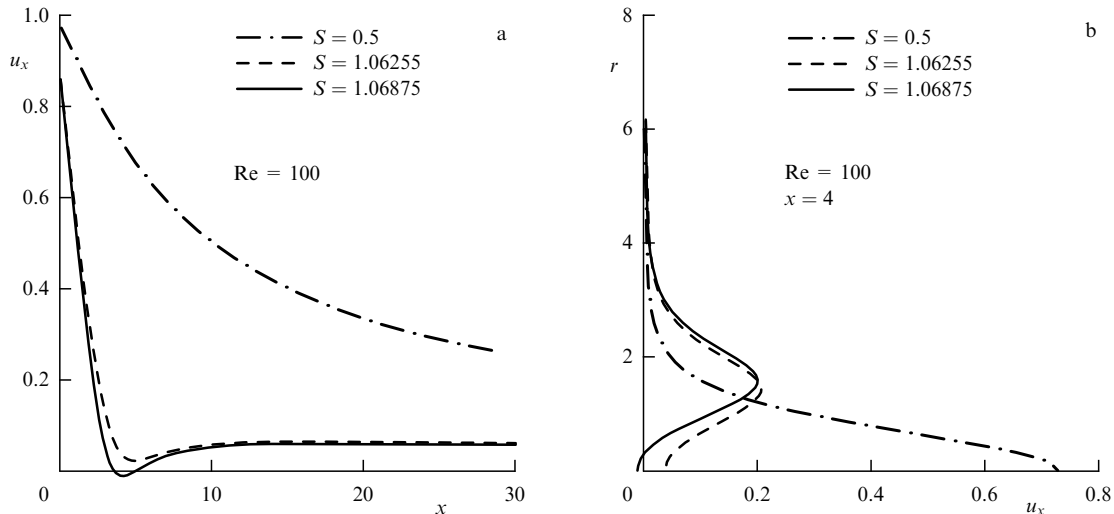 1.0
u_x
0.8
0.6
0.4
0.2
0
10
20
30
x
S = 0.5
S = 1.06255
S = 1.06875
a
Re = 100
8
r
6
4
2
0
0.2
0.4
0.6
0.8
u_x
S = 0.5
S = 1.06255
S = 1.06875
b
Re = 100
x = 4